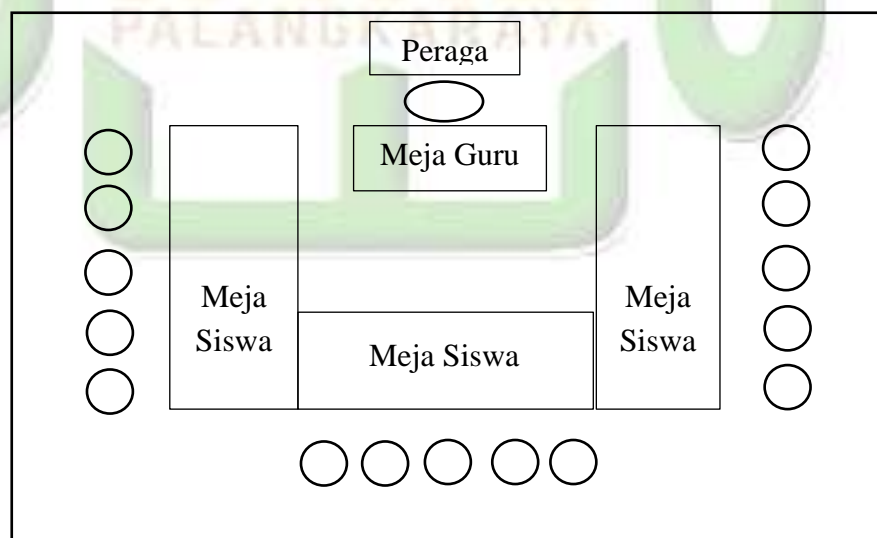 PALANGKARAYA
Peraga
Meja Guru
Meja
Siswa
Meja Siswa
Meja
Siswa